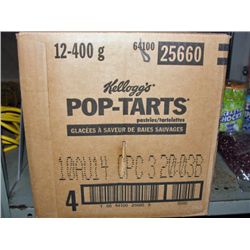 12-400 g
64100 25660
Kellogg's
POP-TARTS
pastries/tartelettes
GLACÉES À SAVEUR DE BAIES SAUVAGES
10AU14 CPC 3 20:03B
4